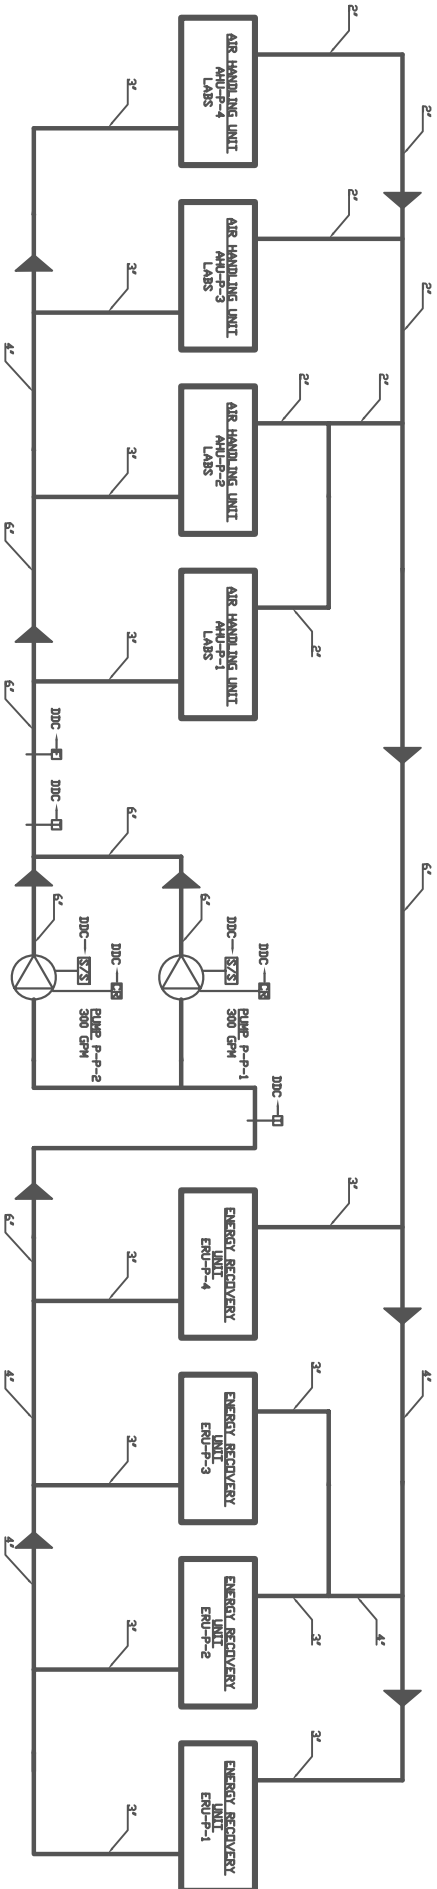 2"
2"
6"
4"
2"
4"
2"
2"
3"
2"
2"
3"
3"
3"
3"
DDC
DDC
CR
DDC
S/S
PUMP P-P-1
300 GPM
AIR HANDLING UNIT
AHU-P-4
LABS
AIR HANDLING UNIT
AHU-P-3
LABS
AIR HANDLING UNIT
AHU-P-2
LABS
AIR HANDLING UNIT
AHU-P-1
LABS
ENERGY RECOVERY
UNIT
ERU-P-4
ENERGY RECOVERY
UNIT
ERU-P-3
ENERGY RECOVERY
UNIT
ERU-P-2
ENERGY RECOVERY
UNIT
ERU-P-1
6"
3"
3"
3"
3"
6"
3"
3"
3"
3"
DDC
CR
DDC
S/S
PUMP P-P-2
300 GPM
DDC
DDC
6"
4"
6"
6"
6"
4"
4"